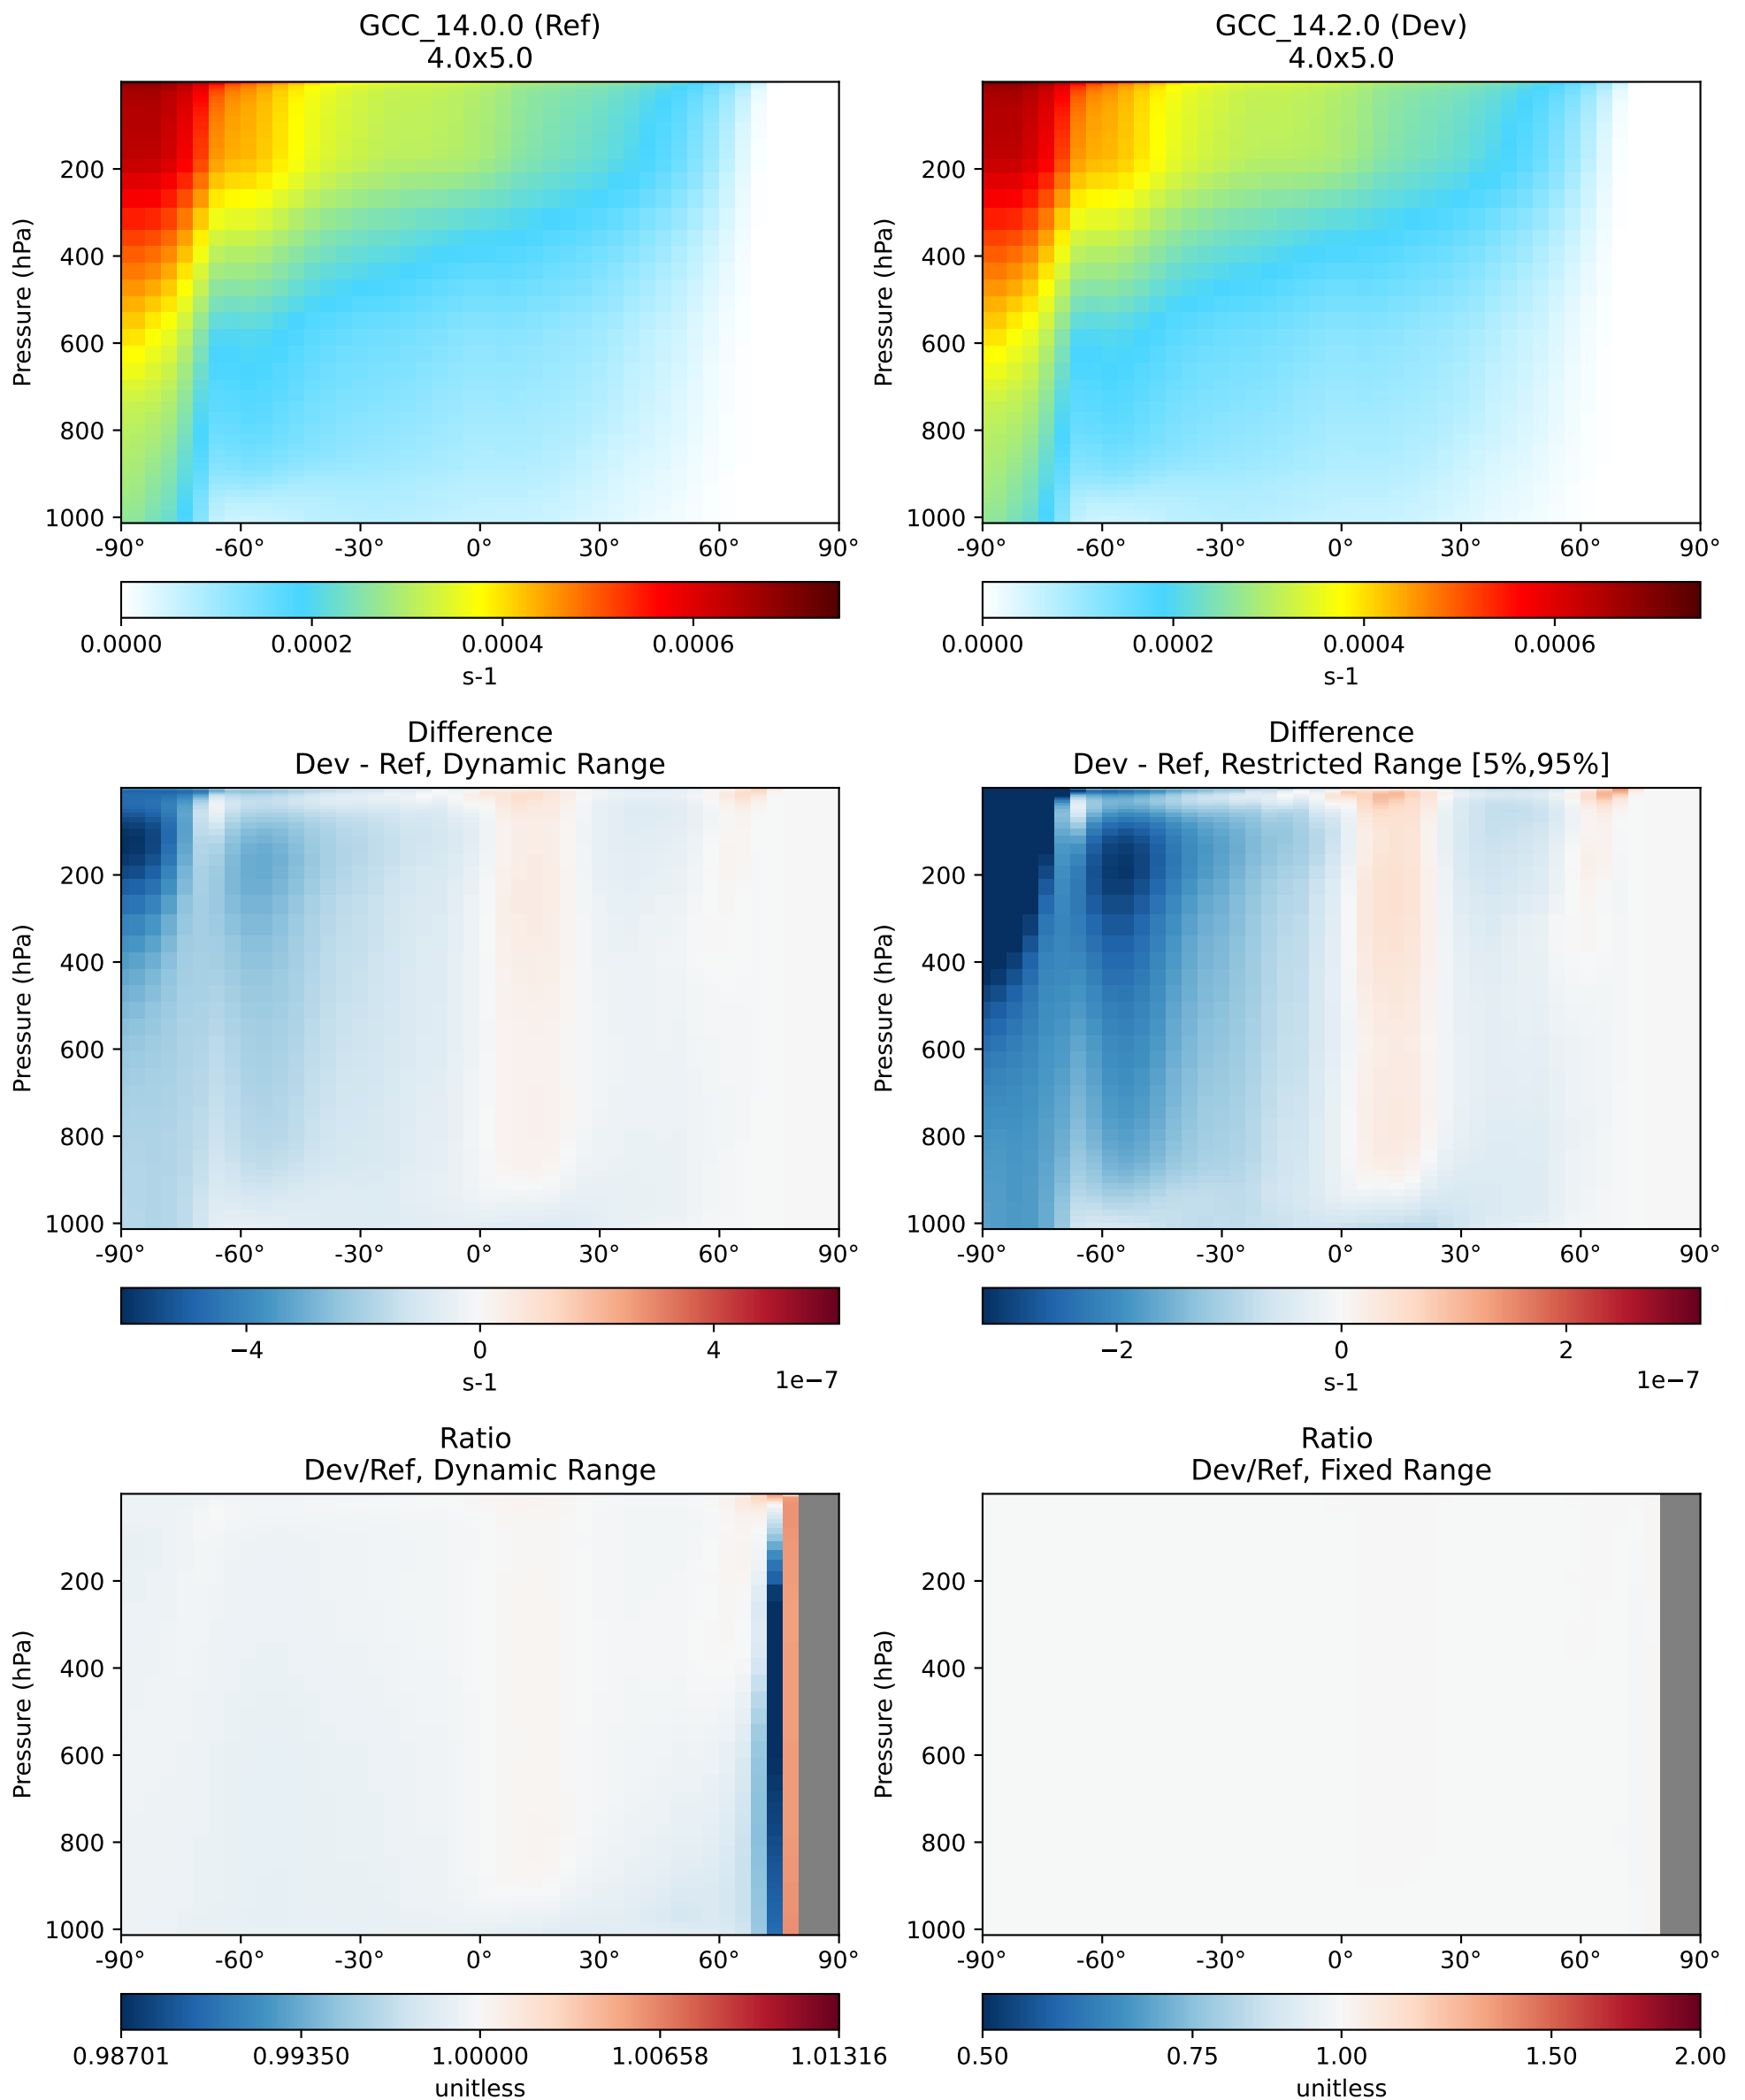 GCC_14.0.0 (Ref)
4.0x5.0
Pressure (hPa)
200
400
600
800
1000
-90° -60° -30° 0° 30° 60° 90°
0.0000 0.0002 0.0004 0.0006
s-1
GCC_14.2.0 (Dev)
4.0x5.0
Pressure (hPa)
200
400
600
800
1000
-90° -60° -30° 0° 30° 60° 90°
0.0000 0.0002 0.0004 0.0006
s-1
Difference
Dev - Ref, Dynamic Range
Pressure (hPa)
200
400
600
800
1000
-90° -60° -30° 0° 30° 60° 90°
−4 0 4
s-1
1e−7
Difference
Dev - Ref, Restricted Range [5%,95%]
Pressure (hPa)
200
400
600
800
1000
-90° -60° -30° 0° 30° 60° 90°
−2 0 2
s-1
1e−7
Ratio
Dev/Ref, Dynamic Range
Pressure (hPa)
200
400
600
800
1000
-90° -60° -30° 0° 30° 60° 90°
0.98701 0.99350 1.00000 1.00658 1.01316
unitless
Ratio
Dev/Ref, Fixed Range
Pressure (hPa)
200
400
600
800
1000
-90° -60° -30° 0° 30° 60° 90°
0.50 0.75 1.00 1.50 2.00
unitless